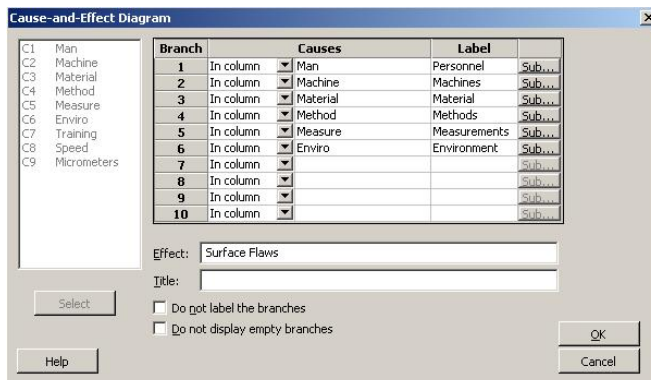 Cause-and-Effect Diagram
C1 Man
C2 Machine
C3 Material
C4 Method
C5 Measure
C6 Enviro
C7 Training
C8 Speed
C9 Micrometers
Branch Causes Label
1 In column Man Personnel Sub...
2 In column Machine Machines Sub...
3 In column Material Material Sub...
4 In column Method Methods Sub...
5 In column Measure Measurements Sub...
6 In column Enviro Environment Sub...
7 In column Sub...
8 In column Sub...
9 In column Sub...
10 In column Sub...
Effect: Surface Flaws
Title:
Select
Do not label the branches
Do not display empty branches
OK
Help
Cancel